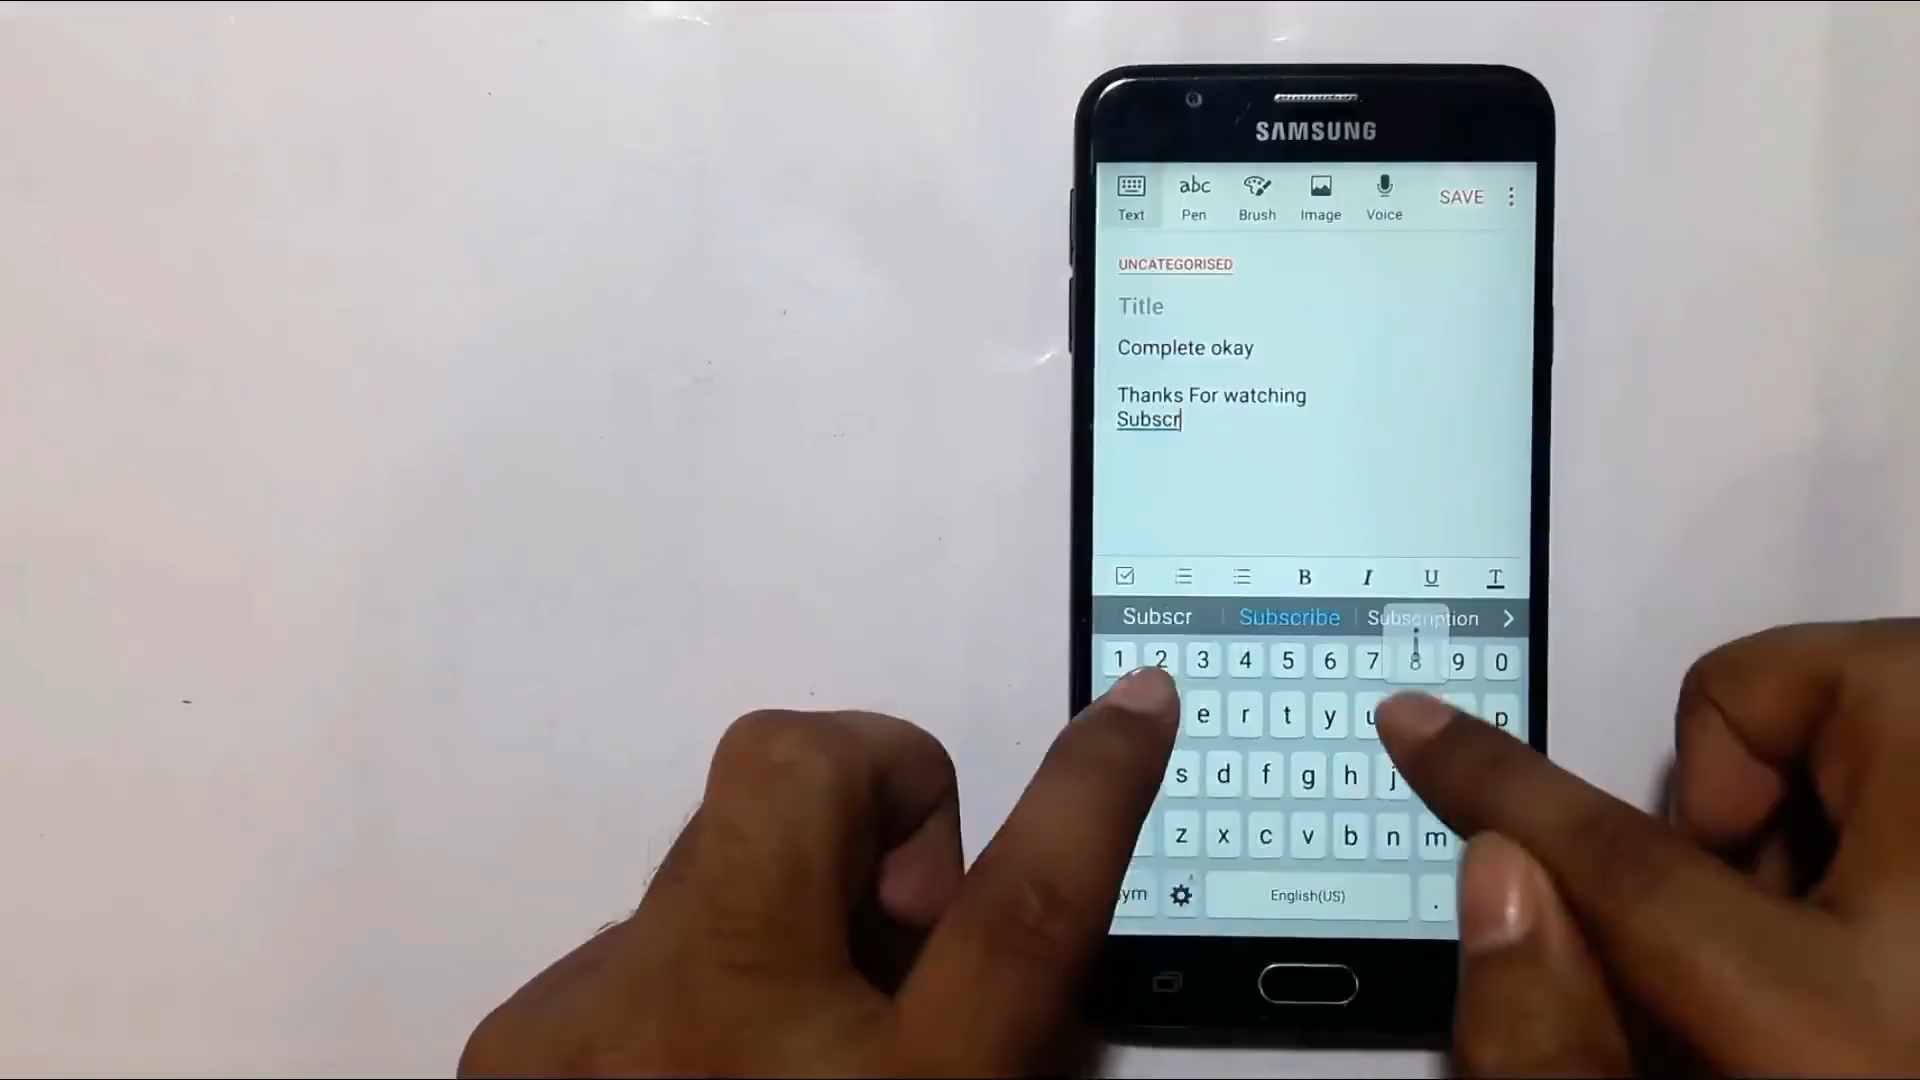 SAMSUNG
Text abc Pen Brush Image Voice SAVE
UNCATEGORISED
Title
Complete okay
Thanks For watching
Subscr
B I U T
Subscr Subscribe Subscription
1 2 3 4 5 6 7 8 9 0
e r t y u p
s d f g h j
z x c v b n m
ym English(US) .